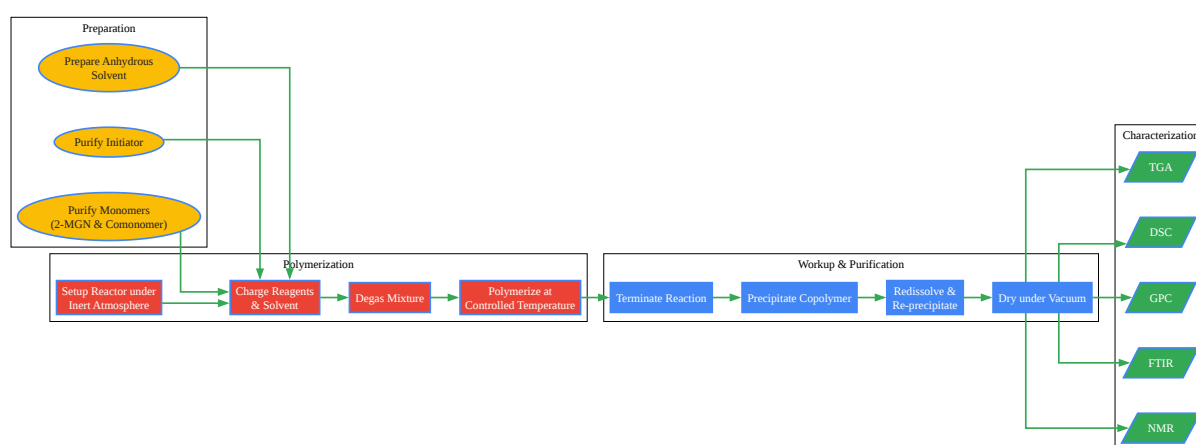 Preparation
Prepare Anhydrous
Solvent
Purify Initiator
Purify Monomers
(2-MGN & Comonomer)
Polymerization
Setup Reactor under
Inert Atmosphere
Charge Reagents
& Solvent
Degas Mixture
Polymerize at
Controlled Temperature
Workup & Purification
Terminate Reaction
Precipitate Copolymer
Redissolve &
Re-precipitate
Dry under Vacuum
Characterization
TGA
DSC
GPC
FTIR
NMR